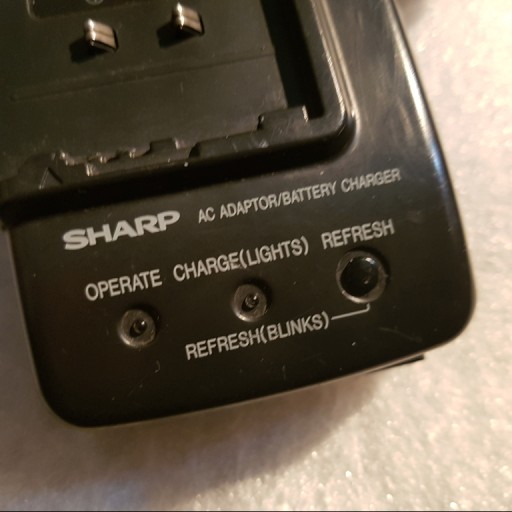 SHARP AC ADAPTOR/BATTERY CHARGER
OPERATE CHARGE(LIGHTS) REFRESH
REFRESH(BLINKS)